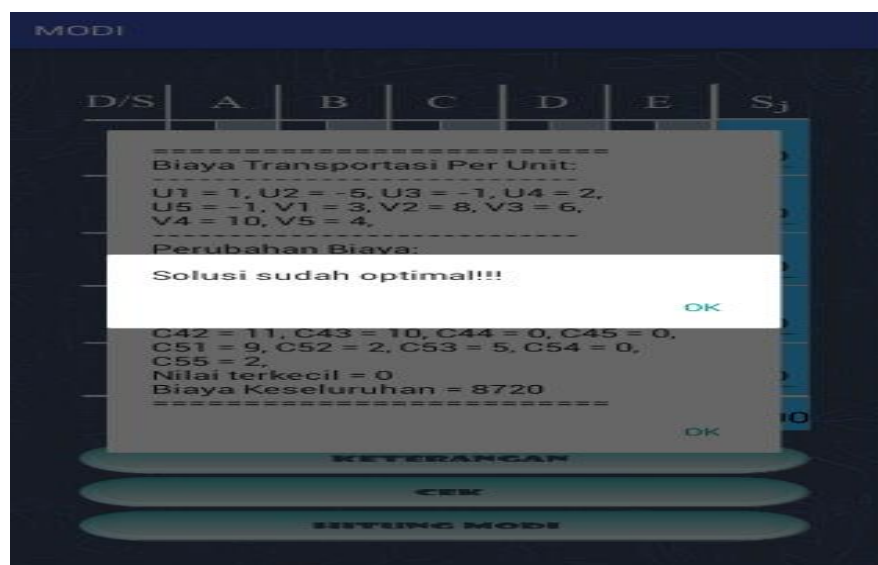 MODI
D/S A B C D E Sj
==========================
Biaya Transportasi Per Unit:
--------------------------
U1 = 1, U2 = -5, U3 = -1, U4 = 2,
U5 = -1, V1 = 3, V2 = 8, V3 = 6,
V4 = 10, V5 = 4,
--------------------------
Perubahan Biaya:
Solusi sudah optimal!!!
OK
C42 = 11, C43 = 10, C44 = 0, C45 = 0,
C51 = 9, C52 = 2, C53 = 5, C54 = 0,
C55 = 2,
Nilai terkecil = 0
Biaya Keseluruhan = 8720
==========================
OK
KETERANGAN
CEK
HITUNG MODI